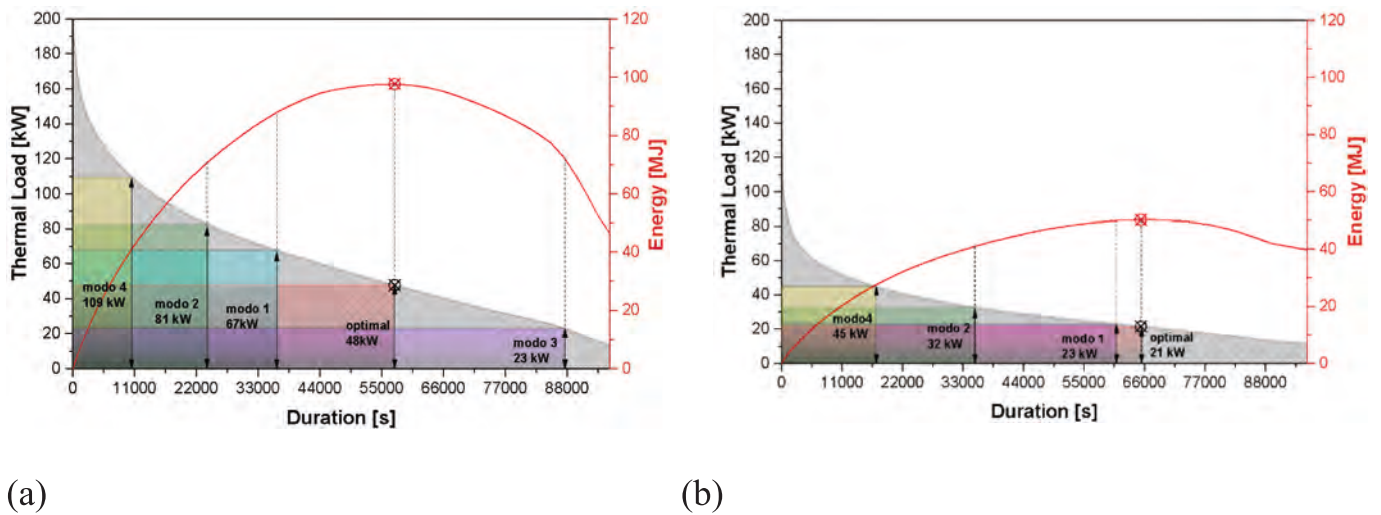 200
180
160
140
120
100
80
60
40
20
0
Thermal Load [kW]
modo 4
109 kW
modo 2
81 kW
modo 1
67kW
optimal
48kW
modo 3
23 kW
0 11000 22000 33000 44000 55000 66000 77000 88000
Duration [s]
120
100
80
60
40
20
0
Energy [MJ]
200
180
160
140
120
100
80
60
40
20
0
Thermal Load [kW]
modo4
45 kW
modo 2
32 kW
modo 1
23 kW
optimal
21 kW
0 11000 22000 33000 44000 55000 66000 77000 88000
Duration [s]
120
100
80
60
40
20
0
Energy [MJ]
(a) (b)